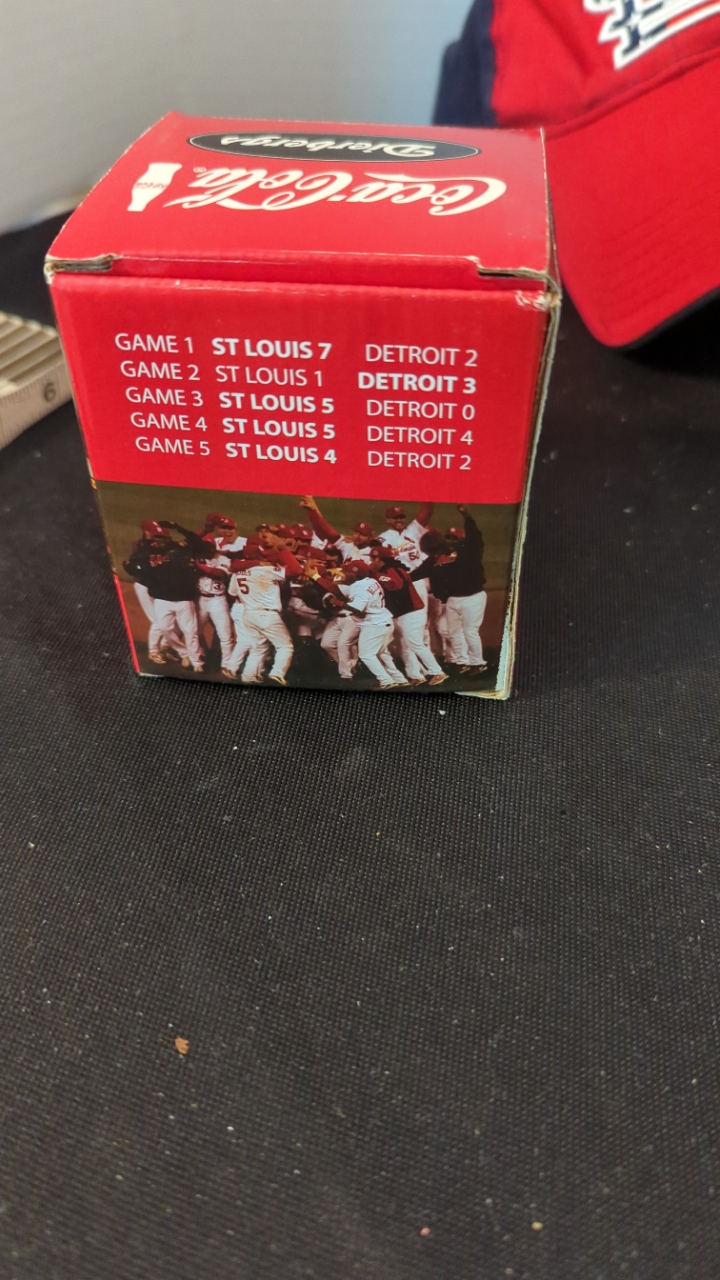 Dierbergs
Coca-Cola®
GAME 1 ST LOUIS 7 DETROIT 2
GAME 2 ST LOUIS 1 DETROIT 3
GAME 3 ST LOUIS 5 DETROIT 0
GAME 4 ST LOUIS 5 DETROIT 4
GAME 5 ST LOUIS 4 DETROIT 2
5
6